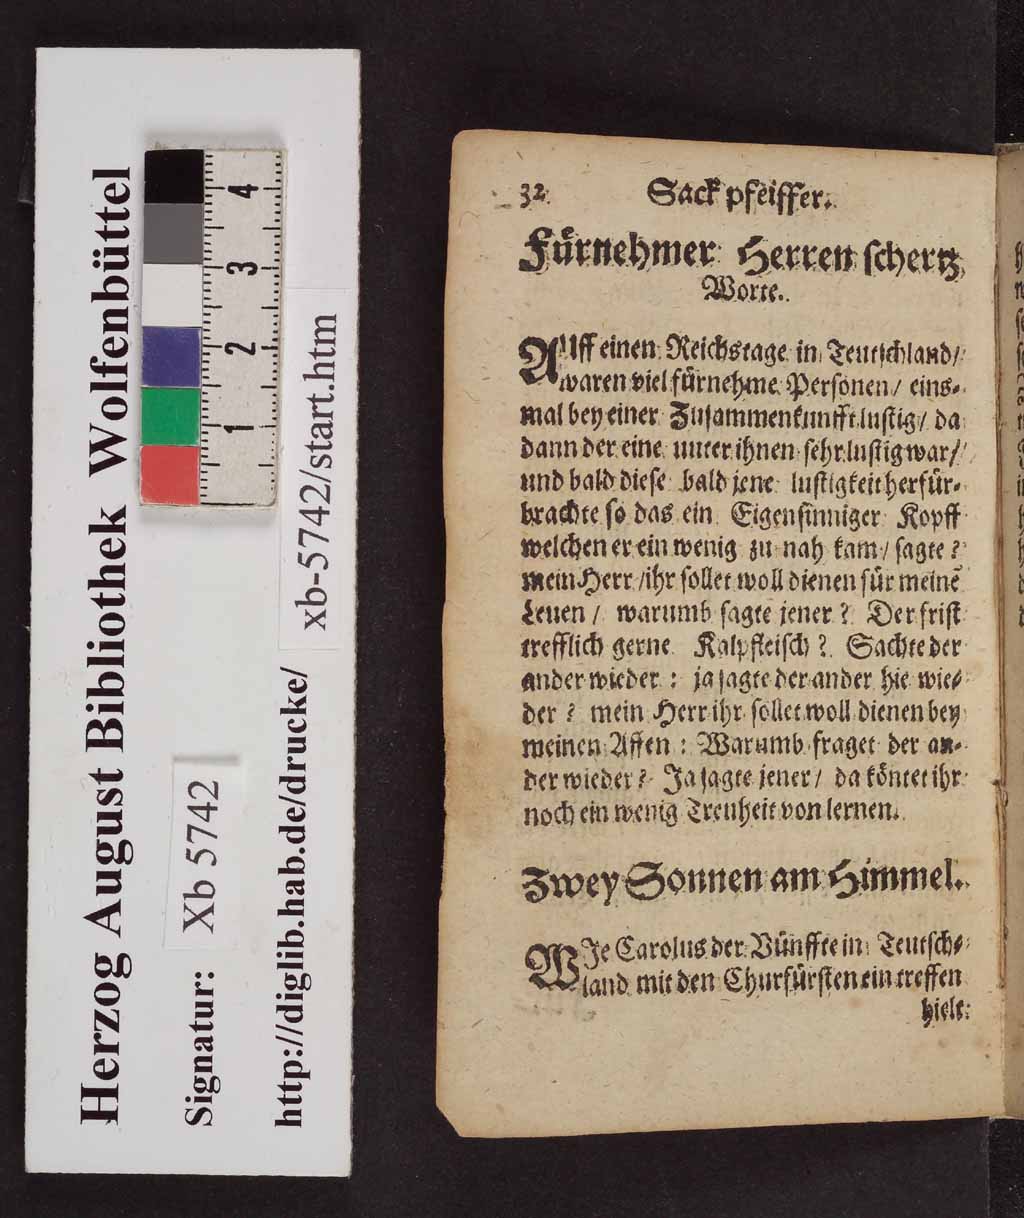 Herzog August Bibliothek Wolfenbüttel
Signatur: Xb 5742
http://diglib.hab.de/drucke/ xb-5742/start.htm
4
3
2
1
32. Sack pfeiffer.
Fürnehmer Herren schertz,
Worte.
AUff einen Reichstage in Teutschland/
waren viel fürnehme Personen/ eins-
mal bey einer Zusammenkunfft lustig/ da
dann der eine unter ihnen sehr lustig war/
und bald diese bald jene lustigkeit herfür-
brachte so das ein Eigensinniger Kopff
welchen er ein wenig zu nah kam/ sagte?
mein Herr/ ihr sollet woll dienen für meinē
Leuen/ warumb sagte jener? Der frist
trefflich gerne Kalpfleisch? Sachte der
ander wieder: ja sagte der ander hie wie-
der? mein Herr ihr sollet woll dienen bey
meinen Affen: Warumb fraget der an-
der wieder? Ja sagte jener/ da köntet ihr
noch ein wenig Treuheit von lernen.
Zwey Sonnen am Himmel.
WIe Carolus der Vünffte in Teutsch-
land mit den Churfürsten ein treffen
hielt: